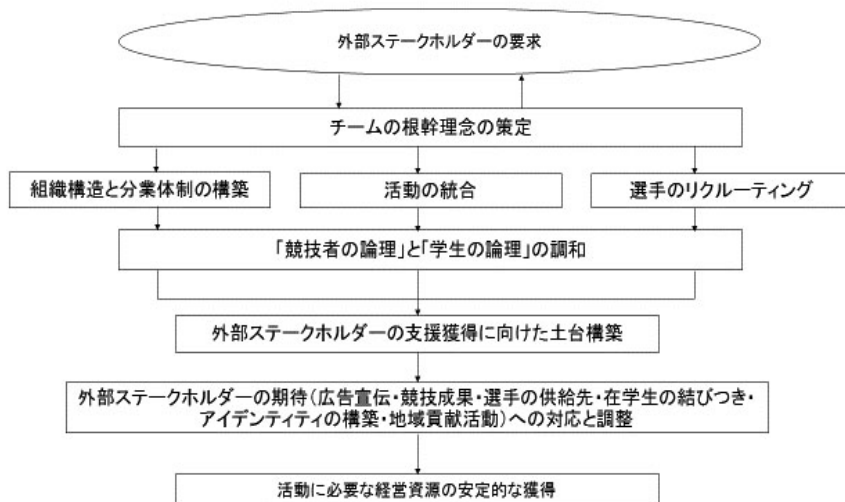 外部ステークホルダーの要求
チームの根幹理念の策定
組織構造と分業体制の構築
活動の統合
選手のリクルーティング
「競技者の論理」と「学生の論理」の調和
外部ステークホルダーの支援獲得に向けた土台構築
外部ステークホルダーの期待(広告宣伝・競技成果・選手の供給先・在学生の結びつき・
アイデンティティの構築・地域貢献活動)への対応と調整
活動に必要な経営資源の安定的な獲得